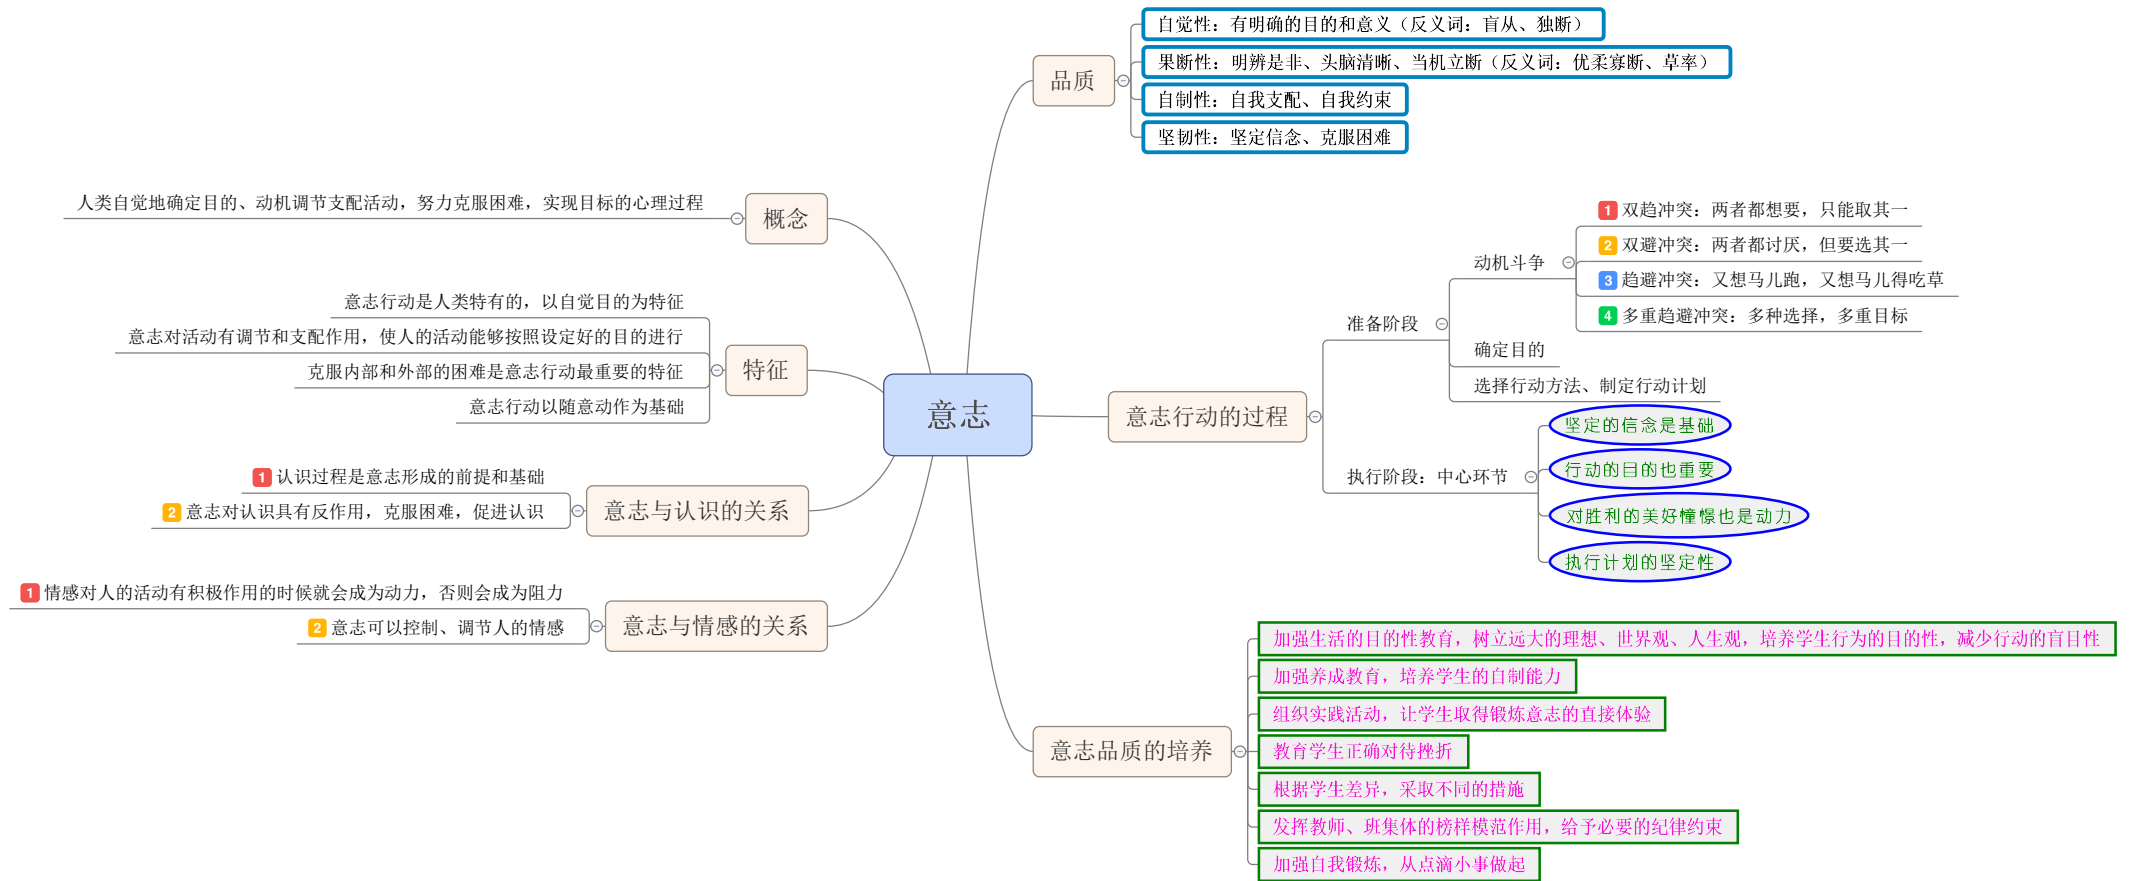 意志
品质
自觉性：有明确的目的和意义（反义词：盲从、独断）
果断性：明辨是非、头脑清晰、当机立断（反义词：优柔寡断、草率）
自制性：自我支配、自我约束
坚韧性：坚定信念、克服困难
意志行动的过程
准备阶段
动机斗争
1 双趋冲突：两者都想要，只能取其一
2 双避冲突：两者都讨厌，但要选其一
3 趋避冲突：又想马儿跑，又想马儿得吃草
4 多重趋避冲突：多种选择，多重目标
确定目的
选择行动方法、制定行动计划
执行阶段：中心环节
坚定的信念是基础
行动的目的也重要
对胜利的美好憧憬也是动力
执行计划的坚定性
意志品质的培养
加强生活的目的性教育，树立远大的理想、世界观、人生观，培养学生行为的目的性，减少行动的盲目性
加强养成教育，培养学生的自制能力
组织实践活动，让学生取得锻炼意志的直接体验
教育学生正确对待挫折
根据学生差异，采取不同的措施
发挥教师、班集体的榜样模范作用，给予必要的纪律约束
加强自我锻炼，从点滴小事做起
概念
人类自觉地确定目的、动机调节支配活动，努力克服困难，实现目标的心理过程
特征
意志行动是人类特有的，以自觉目的为特征
意志对活动有调节和支配作用，使人的活动能够按照设定好的目的进行
克服内部和外部的困难是意志行动最重要的特征
意志行动以随意动作为基础
意志与认识的关系
1 认识过程是意志形成的前提和基础
2 意志对认识具有反作用，克服困难，促进认识
意志与情感的关系
1 情感对人的活动有积极作用的时候就会成为动力，否则会成为阻力
2 意志可以控制、调节人的情感